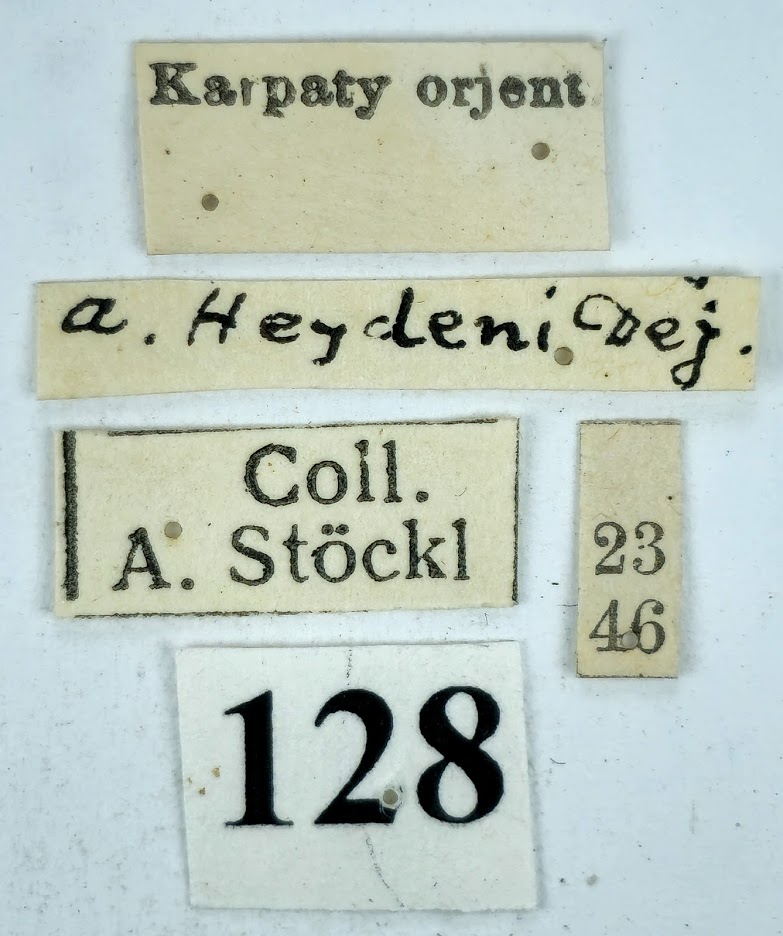 Karpaty orjent
a. Heydeni Dej.
Coll.
A. Stöckl
23
46
128